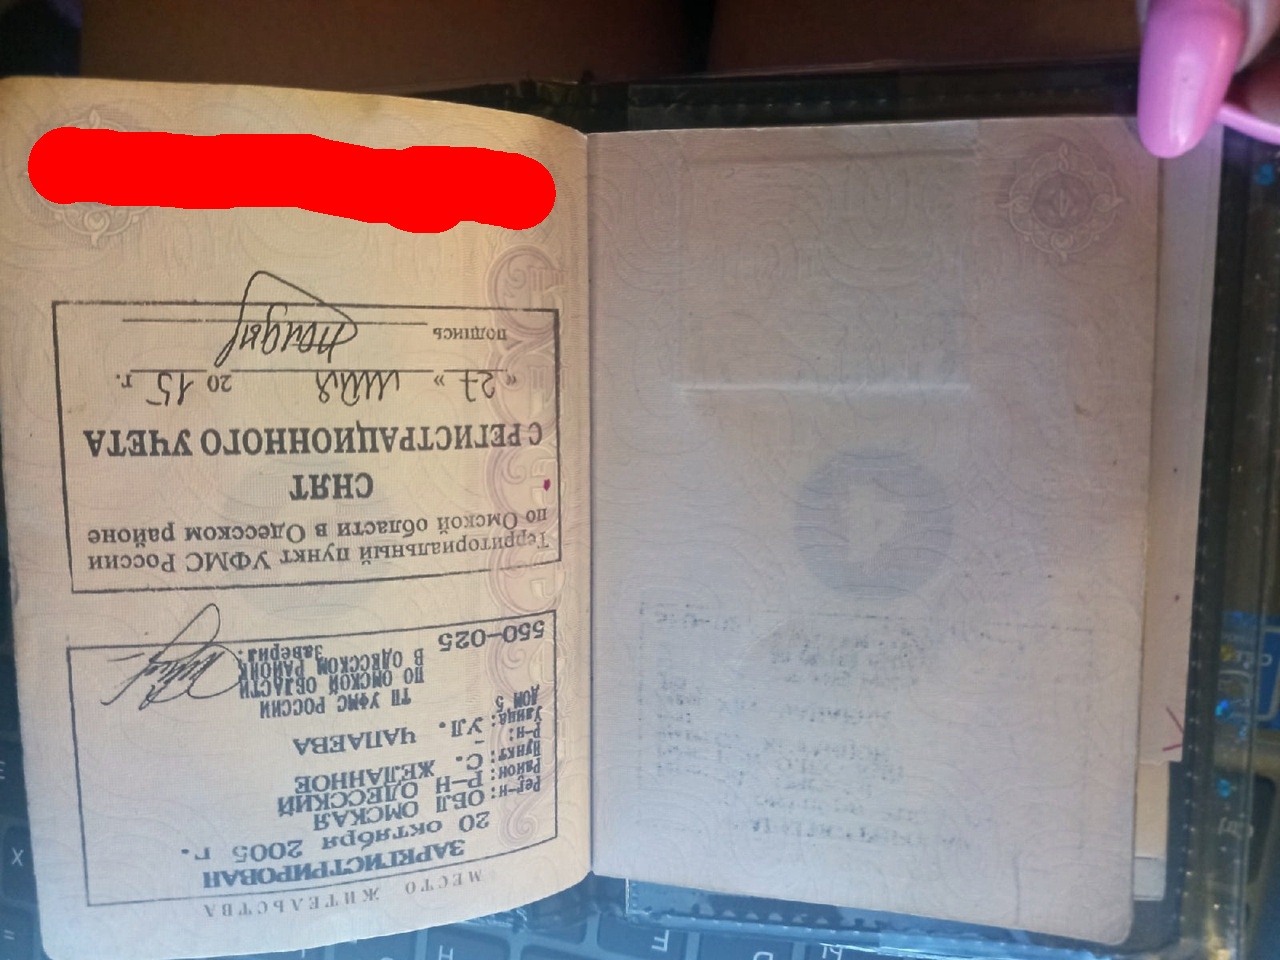 МЕСТО ЖИТЕЛЬСТВА
ЗАРЕГИСТРИРОВАН
20 октября 2005 г.
Рег-н: ОБЛ ОМСКАЯ
Район: Р-Н ОДЕССКИЙ
Пункт: С. ЖЕЛАННОЕ
Р-н: -
Улица: УЛ. ЧАПАЕВА
ДОМ 5
ТП УФМС РОССИИ
ПО ОМСКОЙ ОБЛАСТИ
В ОДЕССКОМ РАЙОНЕ
550-025 Заверил:
Территориальный пункт УФМС России
по Омской области в Одесском районе
СНЯТ
С РЕГИСТРАЦИОННОГО УЧЕТА
« 27 » мая 20 15 г.
подпись